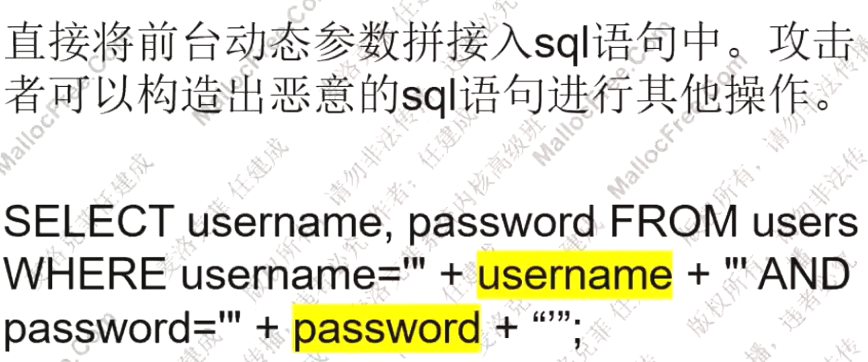 直接将前台动态参数拼接入sql语句中。攻击
者可以构造出恶意的sql语句进行其他操作。
SELECT username, password FROM users
WHERE username='" + username + "' AND
password='" + password + “’”;